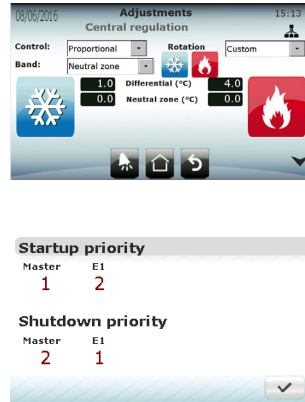 08/06/2016 Adjustments 15:13
Central regulation
Control: Proportional Rotation Custom
Band: Neutral zone
1.0 Differential (°C) 4.0
0.0 Neutral zone (°C) 0.0
Startup priority
Master E1
1 2
Shutdown priority
Master E1
2 1